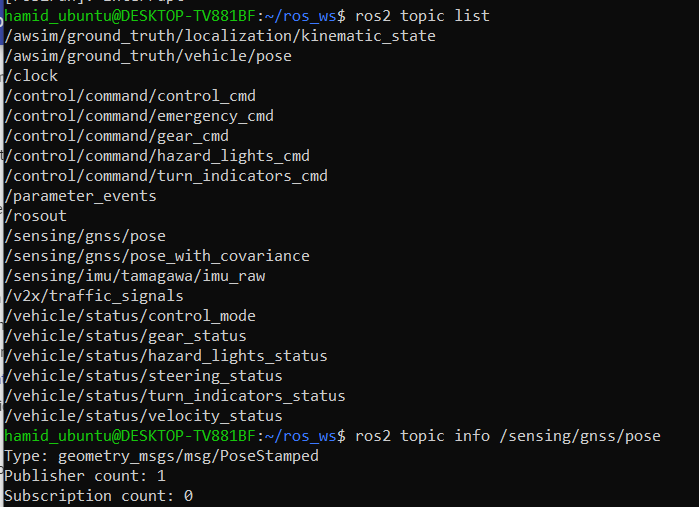 hamid_ubuntu@DESKTOP-TV881BF:~/ros_ws$ ros2 topic list
/awsim/ground_truth/localization/kinematic_state
/awsim/ground_truth/vehicle/pose
/clock
/control/command/control_cmd
/control/command/emergency_cmd
/control/command/gear_cmd
/control/command/hazard_lights_cmd
/control/command/turn_indicators_cmd
/parameter_events
/rosout
/sensing/gnss/pose
/sensing/gnss/pose_with_covariance
/sensing/imu/tamagawa/imu_raw
/v2x/traffic_signals
/vehicle/status/control_mode
/vehicle/status/gear_status
/vehicle/status/hazard_lights_status
/vehicle/status/steering_status
/vehicle/status/turn_indicators_status
/vehicle/status/velocity_status
hamid_ubuntu@DESKTOP-TV881BF:~/ros_ws$ ros2 topic info /sensing/gnss/pose
Type: geometry_msgs/msg/PoseStamped
Publisher count: 1
Subscription count: 0